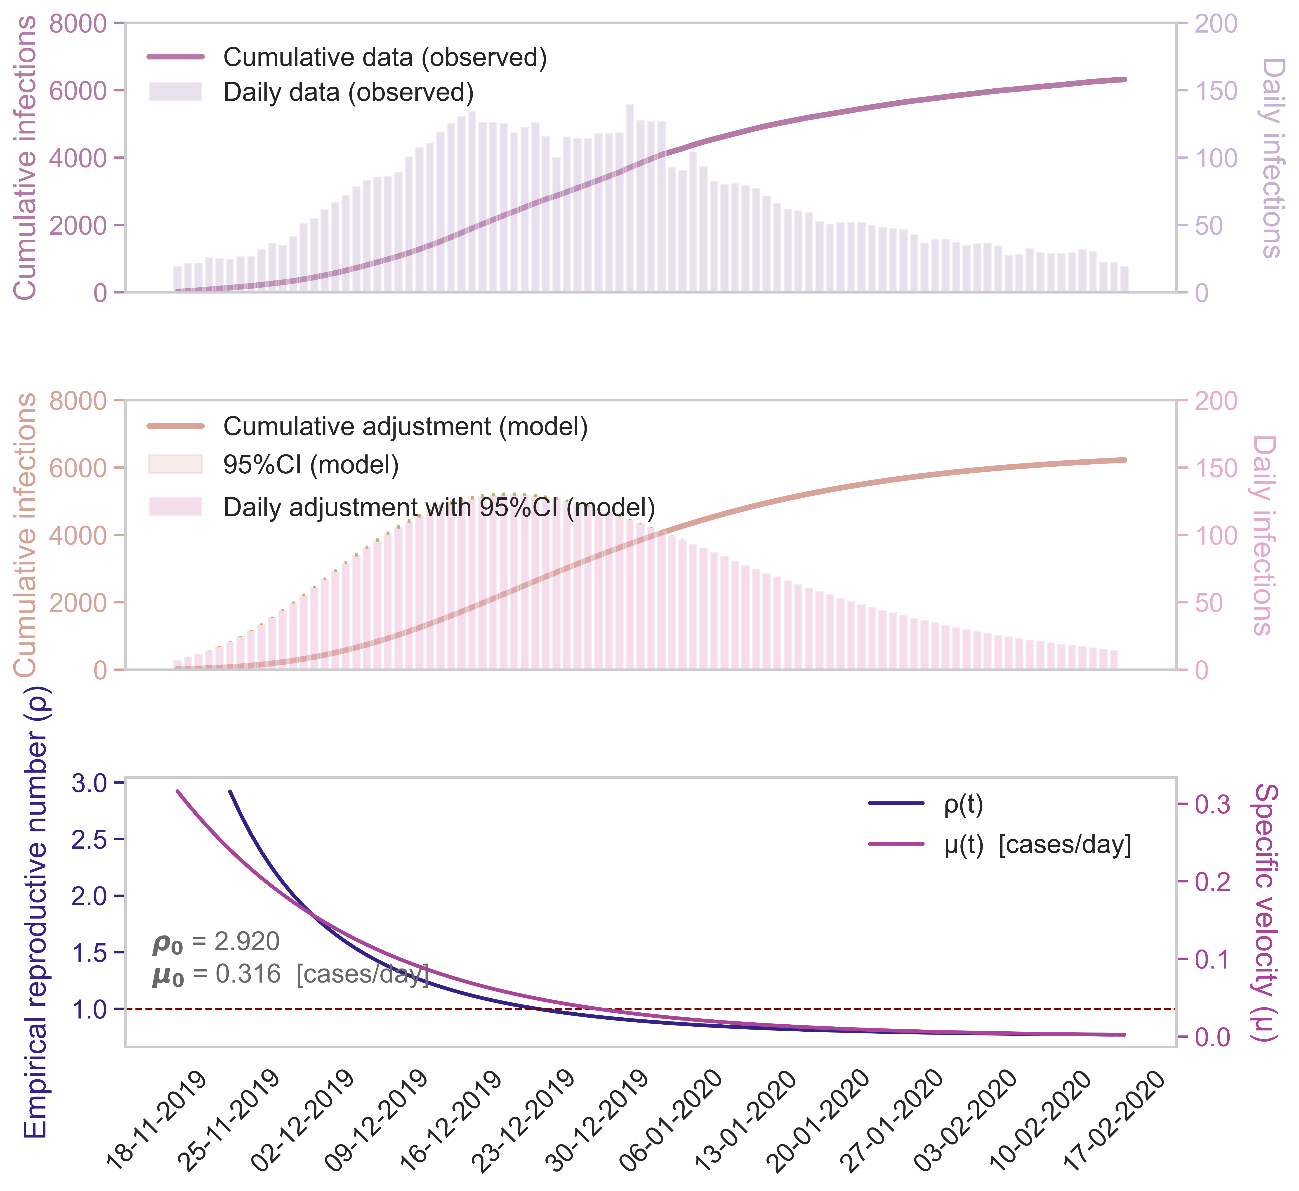 8000
6000
4000
2000
0
Cumulative infections
Cumulative data (observed)
Daily data (observed)
200
150
100
50
0
Daily infections
8000
6000
4000
2000
0
Cumulative infections
Cumulative adjustment (model)
95%CI (model)
Daily adjustment with 95%CI (model)
200
150
100
50
0
Daily infections
3.0
2.5
2.0
1.5
1.0
Empirical reproductive number (ρ)
ρ(t)
μ(t) [cases/day]
ρ₀ = 2.920
μ₀ = 0.316 [cases/day]
0.3
0.2
0.1
0.0
Specific velocity (μ)
18-11-2019
25-11-2019
02-12-2019
09-12-2019
16-12-2019
23-12-2019
30-12-2019
06-01-2020
13-01-2020
20-01-2020
27-01-2020
03-02-2020
10-02-2020
17-02-2020